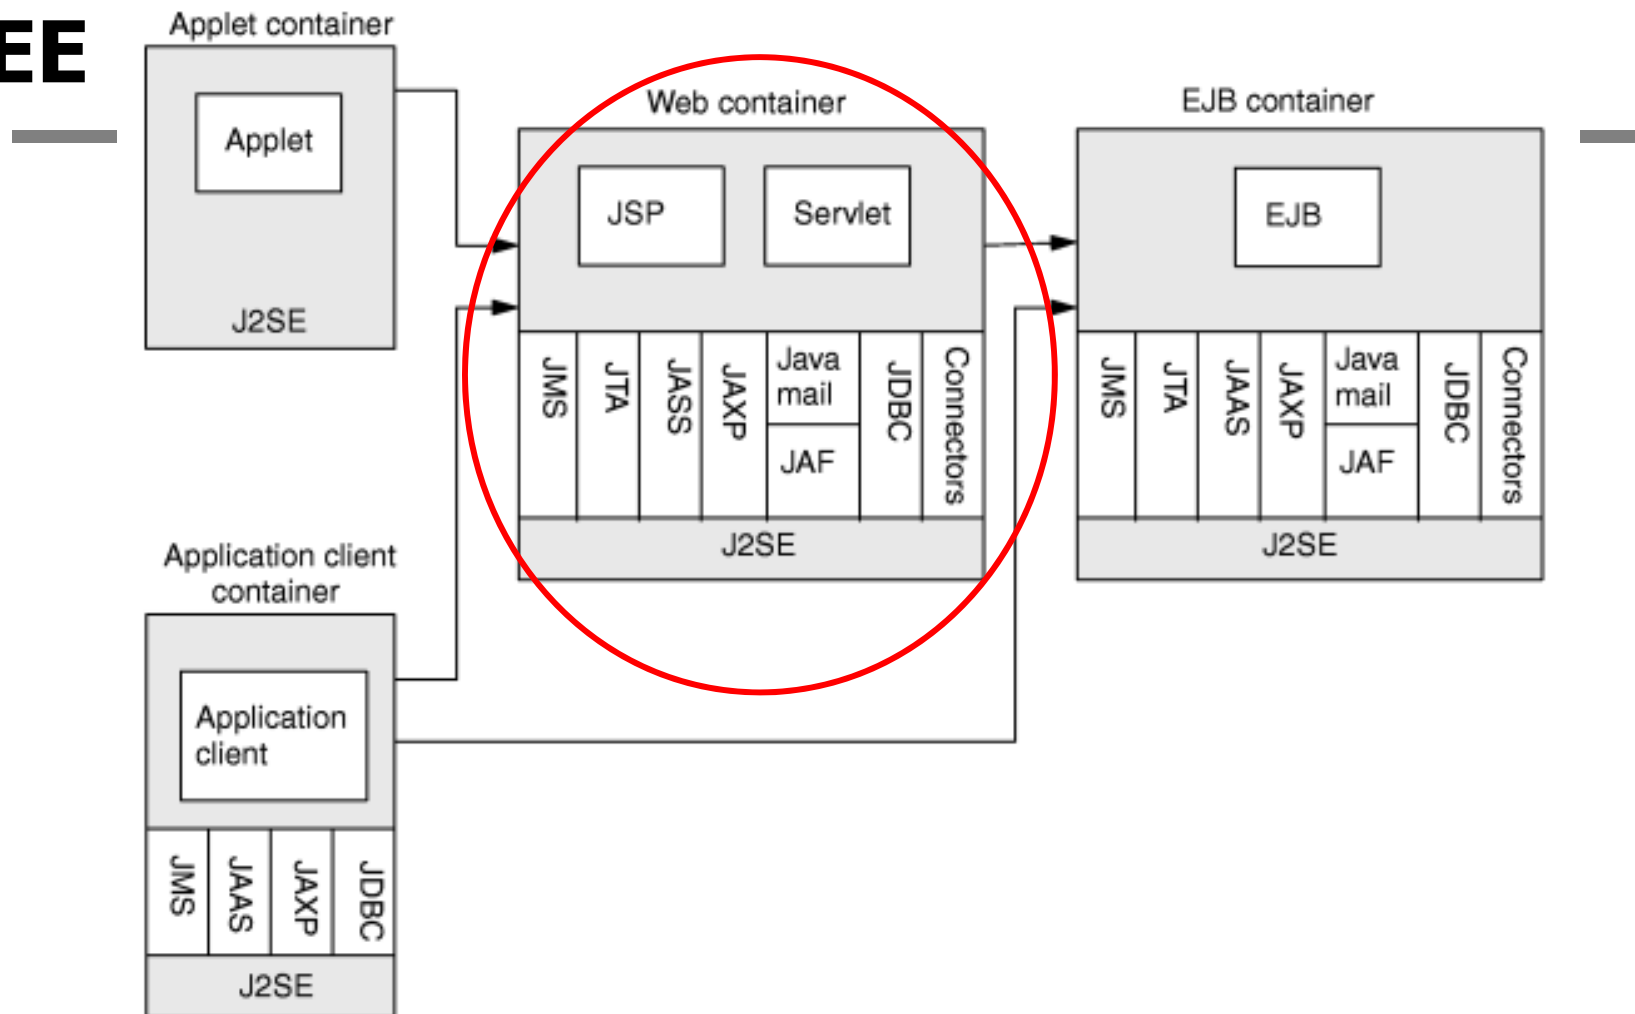 EE
Applet container
Applet
J2SE
Web container
JSP
Servlet
JMS
JTA
JASS
JAXP
Java
mail
JAF
JDBC
Connectors
J2SE
EJB container
EJB
JMS
JTA
JAAS
JAXP
Java
mail
JAF
JDBC
Connectors
J2SE
Application client
container
Application
client
JMS
JAAS
JAXP
JDBC
J2SE